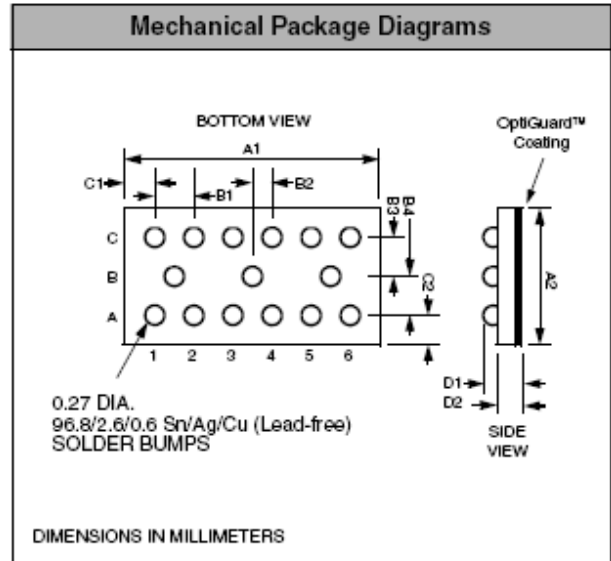 Mechanical Package Diagrams
BOTTOM VIEW
OptiGuard™
Coating
A1
C1
B1
B2
B3
B4
C
B
A
C2
A2
1 2 3 4 5 6
D1
D2
0.27 DIA.
96.8/2.6/0.6 Sn/Ag/Cu (Lead-free)
SOLDER BUMPS
SIDE
VIEW
DIMENSIONS IN MILLIMETERS